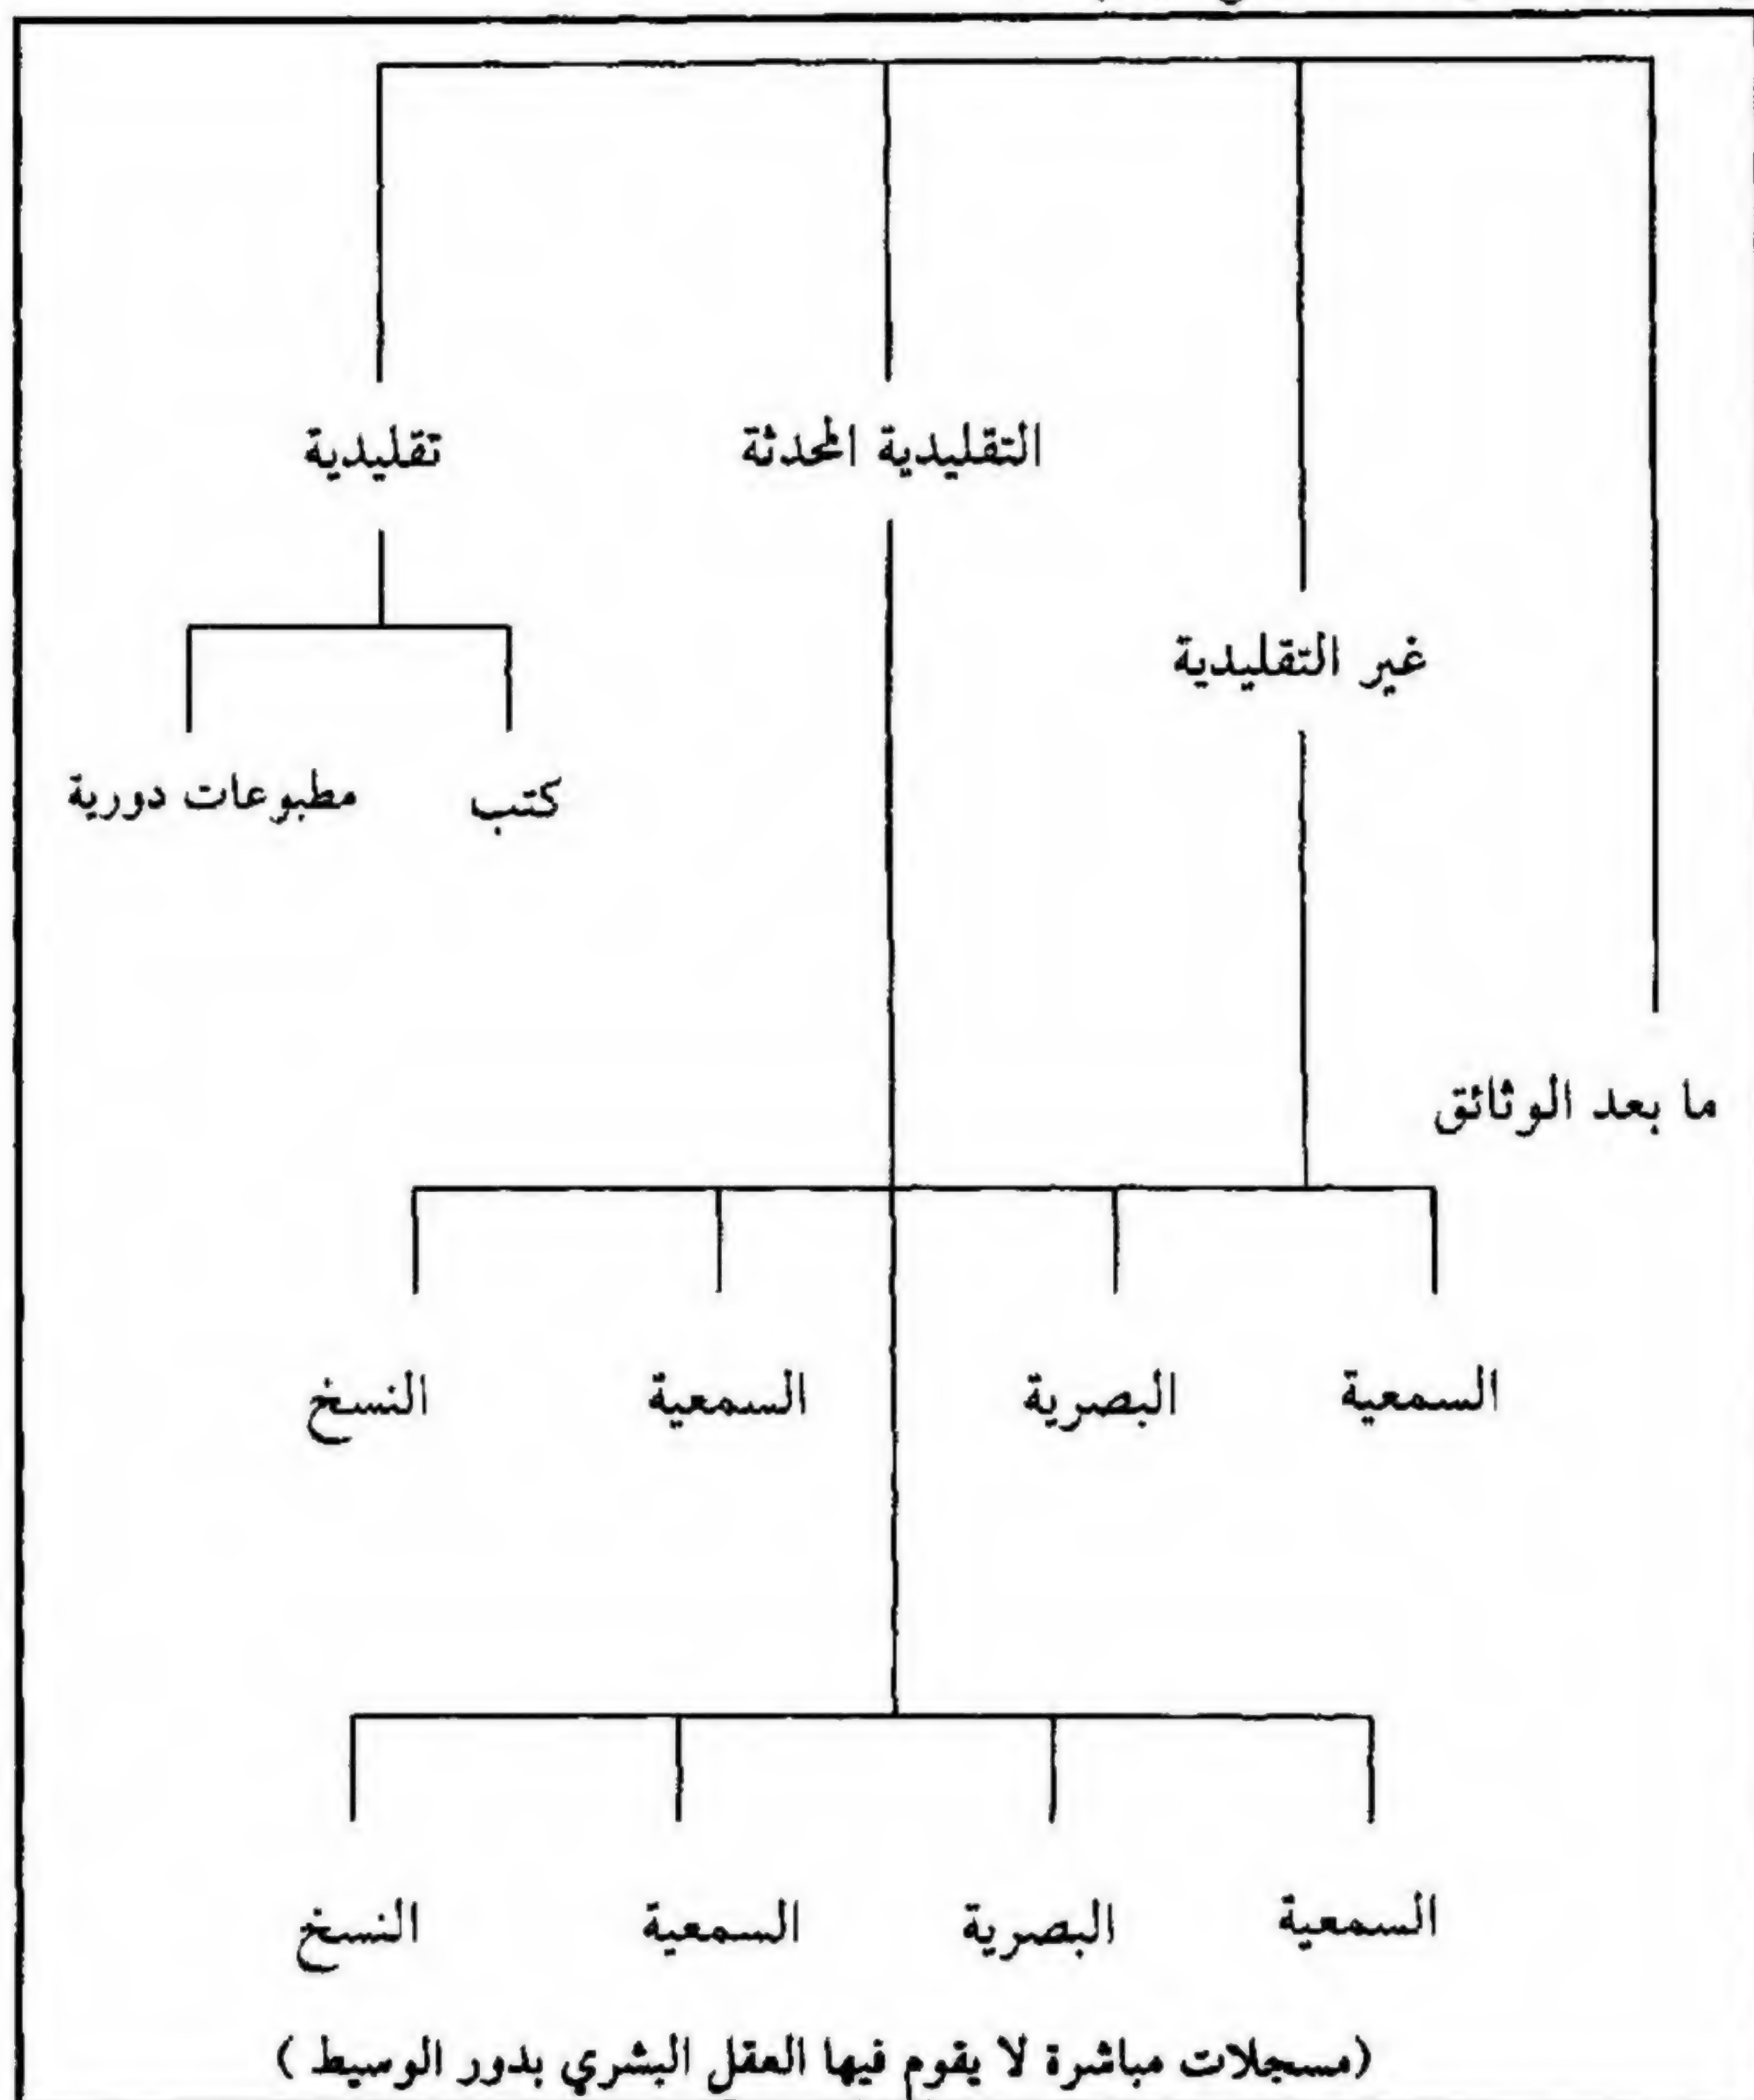 التقليدية المحدثة تقليدية
غير التقليدية
كتب مطبوعات دورية
ما بعد الوثائق
السمعية البصرية السمعية النسخ
السمعية البصرية السمعية النسخ
(مسجلات مباشرة لا يقوم فيها العقل البشري بدور الوسيط )